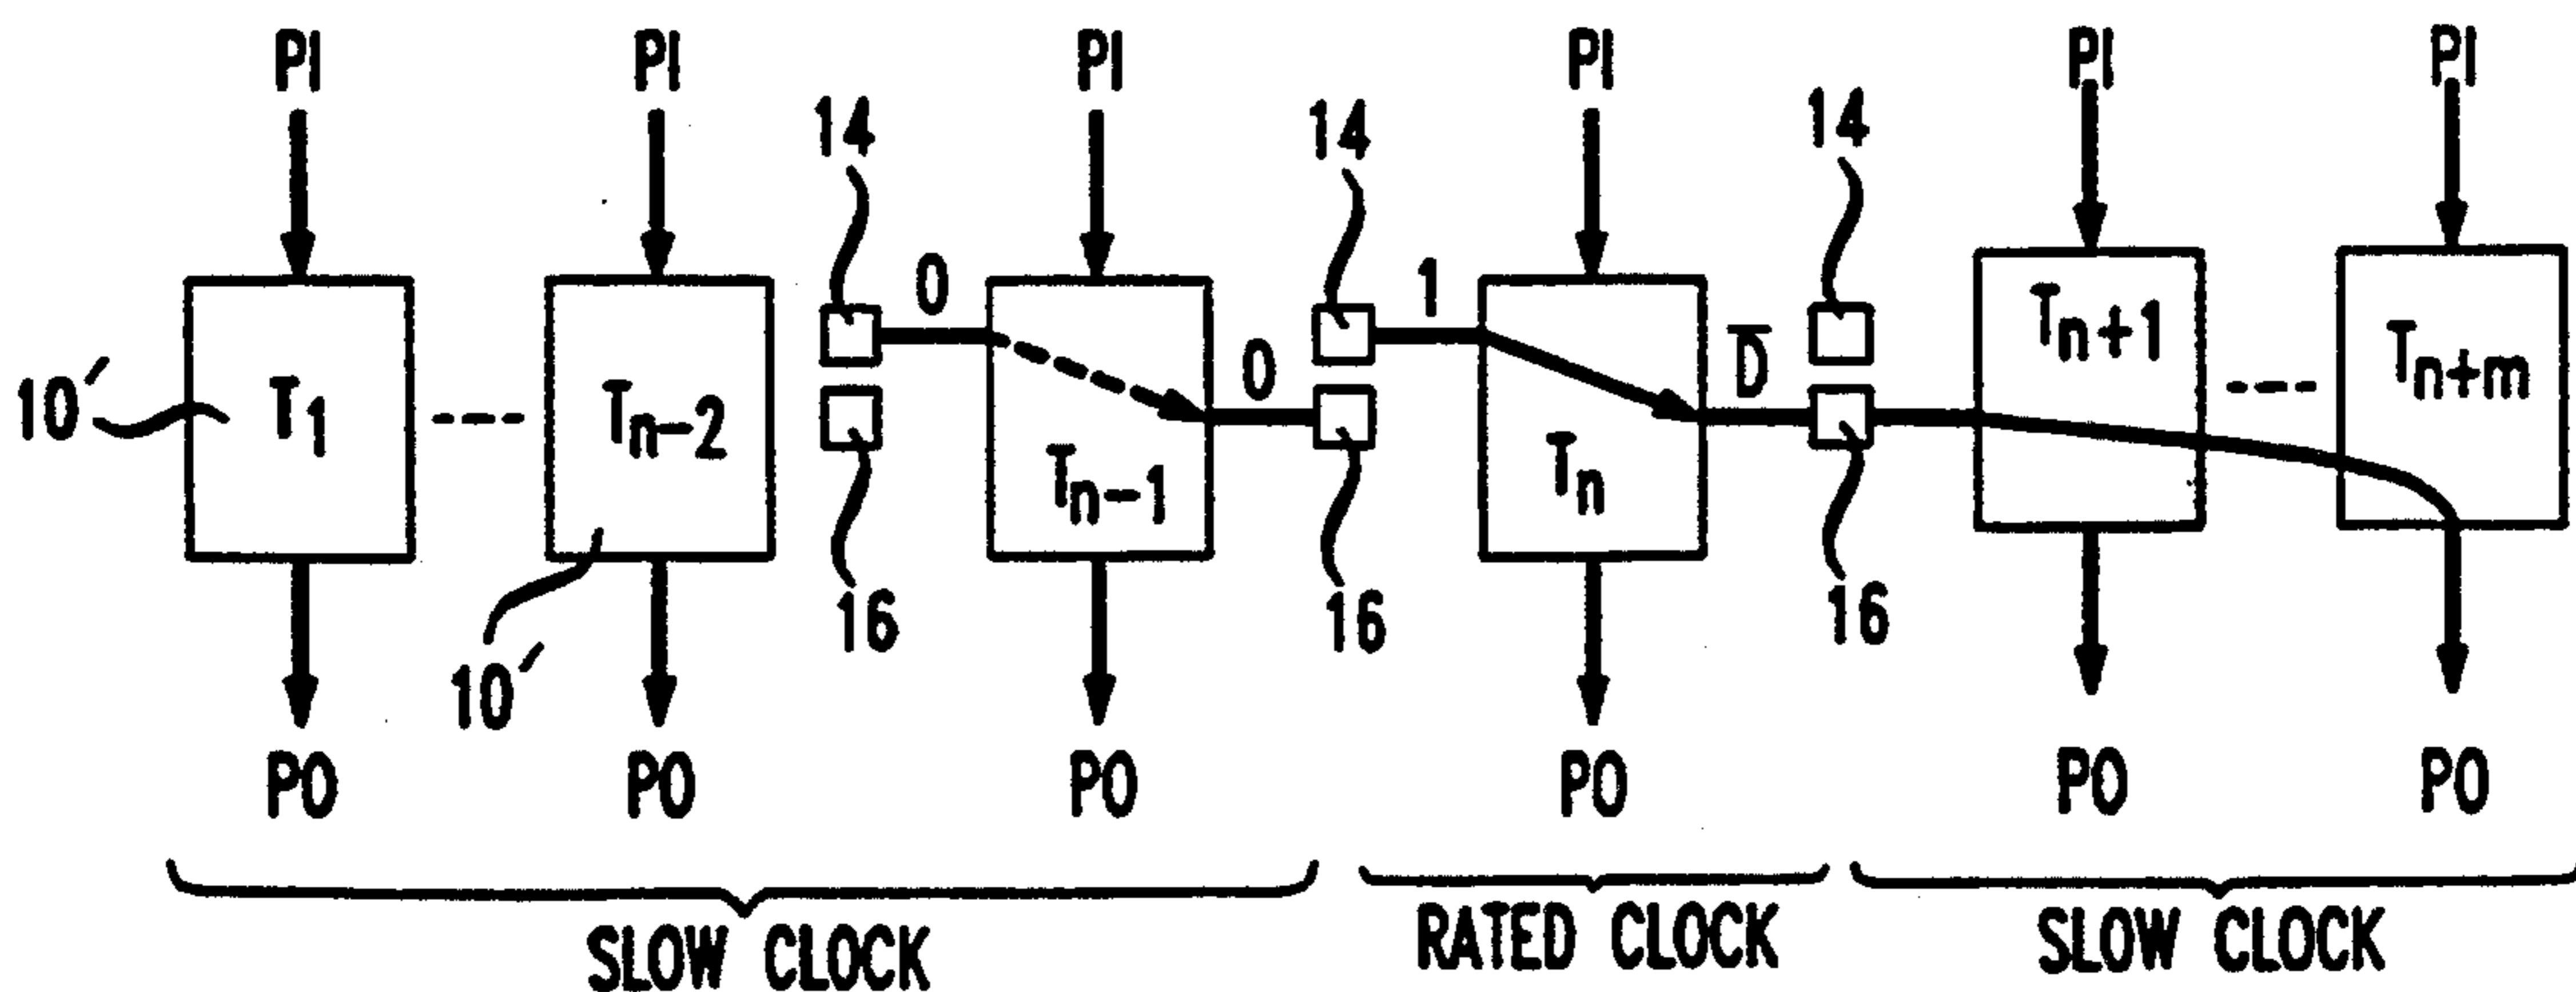 PI PI PI PI PI PI
14 14 14
0 0 1 D̅
10′ T₁ Tₙ₋₂ Tₙ₋₁ Tₙ Tₙ₊₁ Tₙ₊ₘ
10′ 16 16 16
PO PO PO PO PO PO
SLOW CLOCK RATED CLOCK SLOW CLOCK